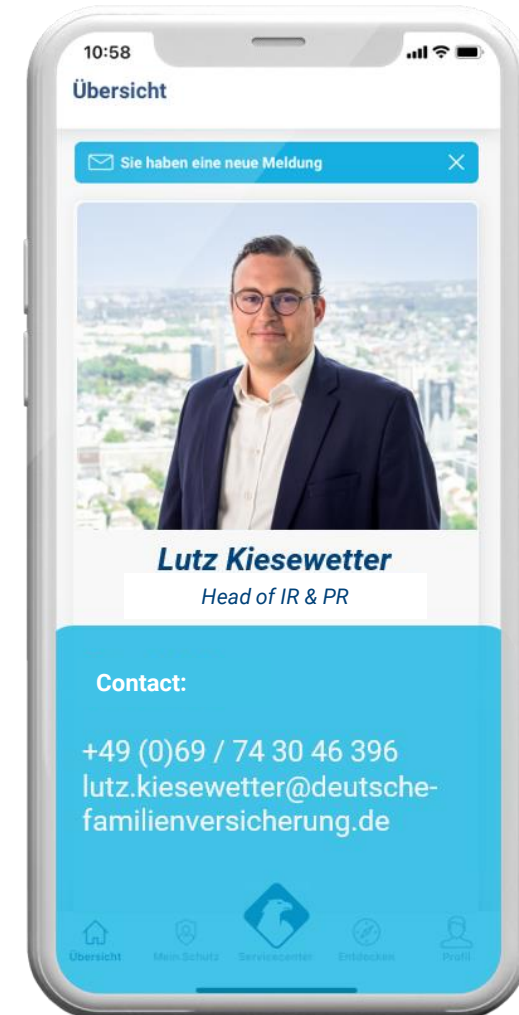 10:58
Übersicht
Sie haben eine neue Meldung
Lutz Kiesewetter
Head of IR & PR
Contact:
+49 (0)69 / 74 30 46 396
lutz.kiesewetter@deutsche-
familienversicherung.de
Übersicht Mein Schutz Servicecenter Entdecken Profil